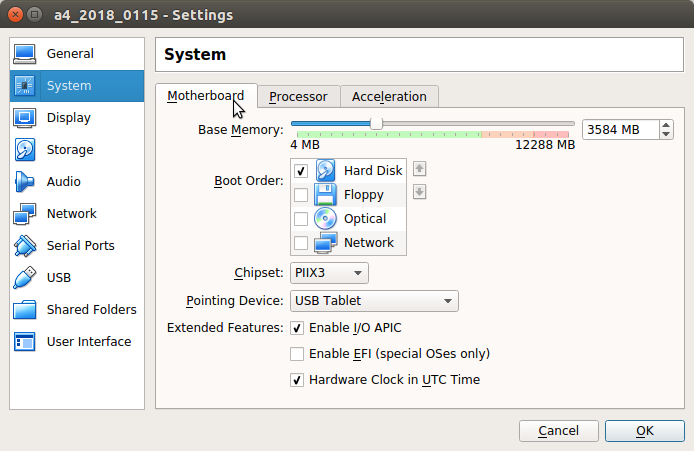 a4_2018_0115 - Settings
General
System
Display
Storage
Audio
Network
Serial Ports
USB
Shared Folders
User Interface
System
Motherboard Processor Acceleration
Base Memory: 3584 MB
4 MB 12288 MB
Boot Order: Hard Disk
Floppy
Optical
Network
Chipset: PIIX3
Pointing Device: USB Tablet
Extended Features: Enable I/O APIC
Enable EFI (special OSes only)
Hardware Clock in UTC Time
Cancel OK